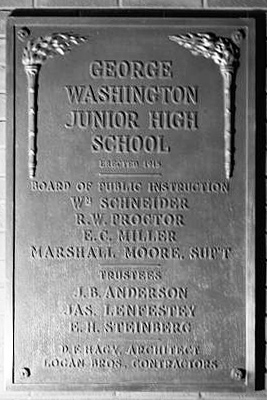 GEORGE
WASHINGTON
JUNIOR HIGH
SCHOOL
ERECTED 1915
BOARD OF PUBLIC INSTRUCTION
WM SCHNEIDER
R.W. PROCTOR
E.C. MILLER
MARSHALL MOORE, SUP'T
TRUSTEES
J.B. ANDERSON
JAS. LENFESTEY
E.H. STEINBERG
ARCHITECT
LOGAN BROS., CONTRACTORS